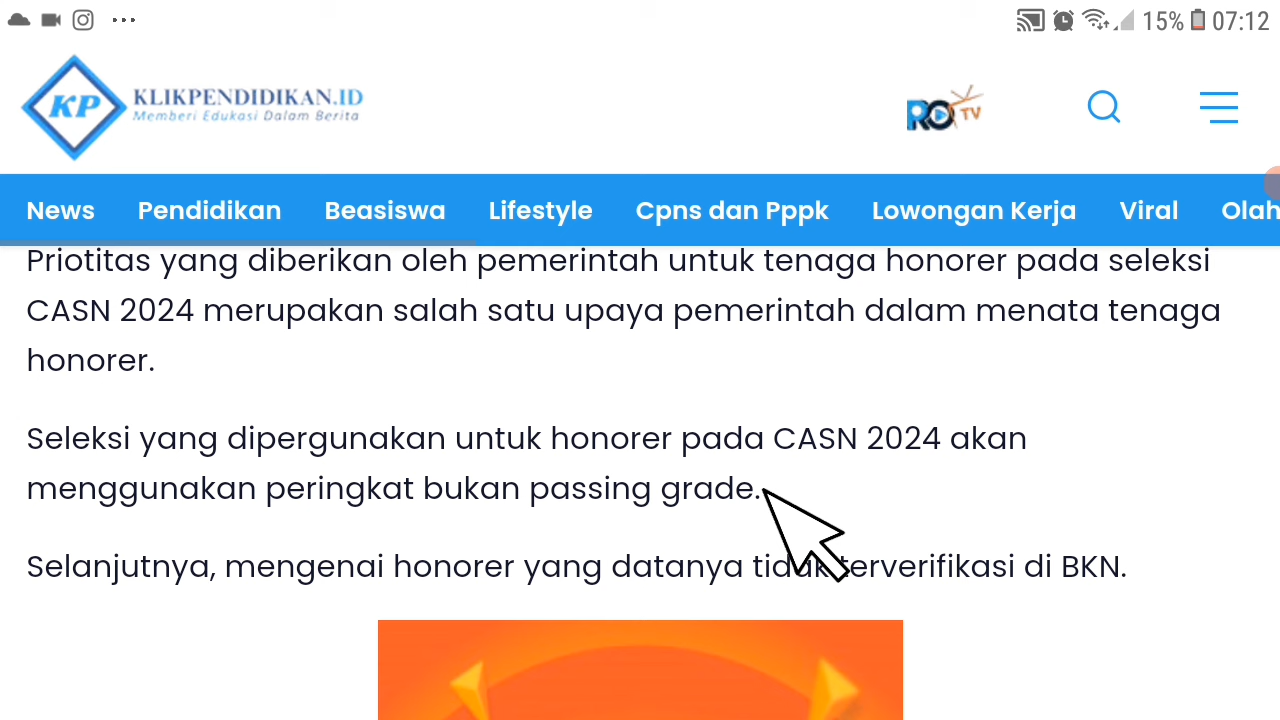 15% 07:12
KP KLIKPENDIDIKAN.ID
Memberi Edukasi Dalam Berita
RO TV
News Pendidikan Beasiswa Lifestyle Cpns dan Pppk Lowongan Kerja Viral Olah
Priotitas yang diberikan oleh pemerintah untuk tenaga honorer pada seleksi
CASN 2024 merupakan salah satu upaya pemerintah dalam menata tenaga
honorer.
Seleksi yang dipergunakan untuk honorer pada CASN 2024 akan
menggunakan peringkat bukan passing grade.
Selanjutnya, mengenai honorer yang datanya tidak terverifikasi di BKN.